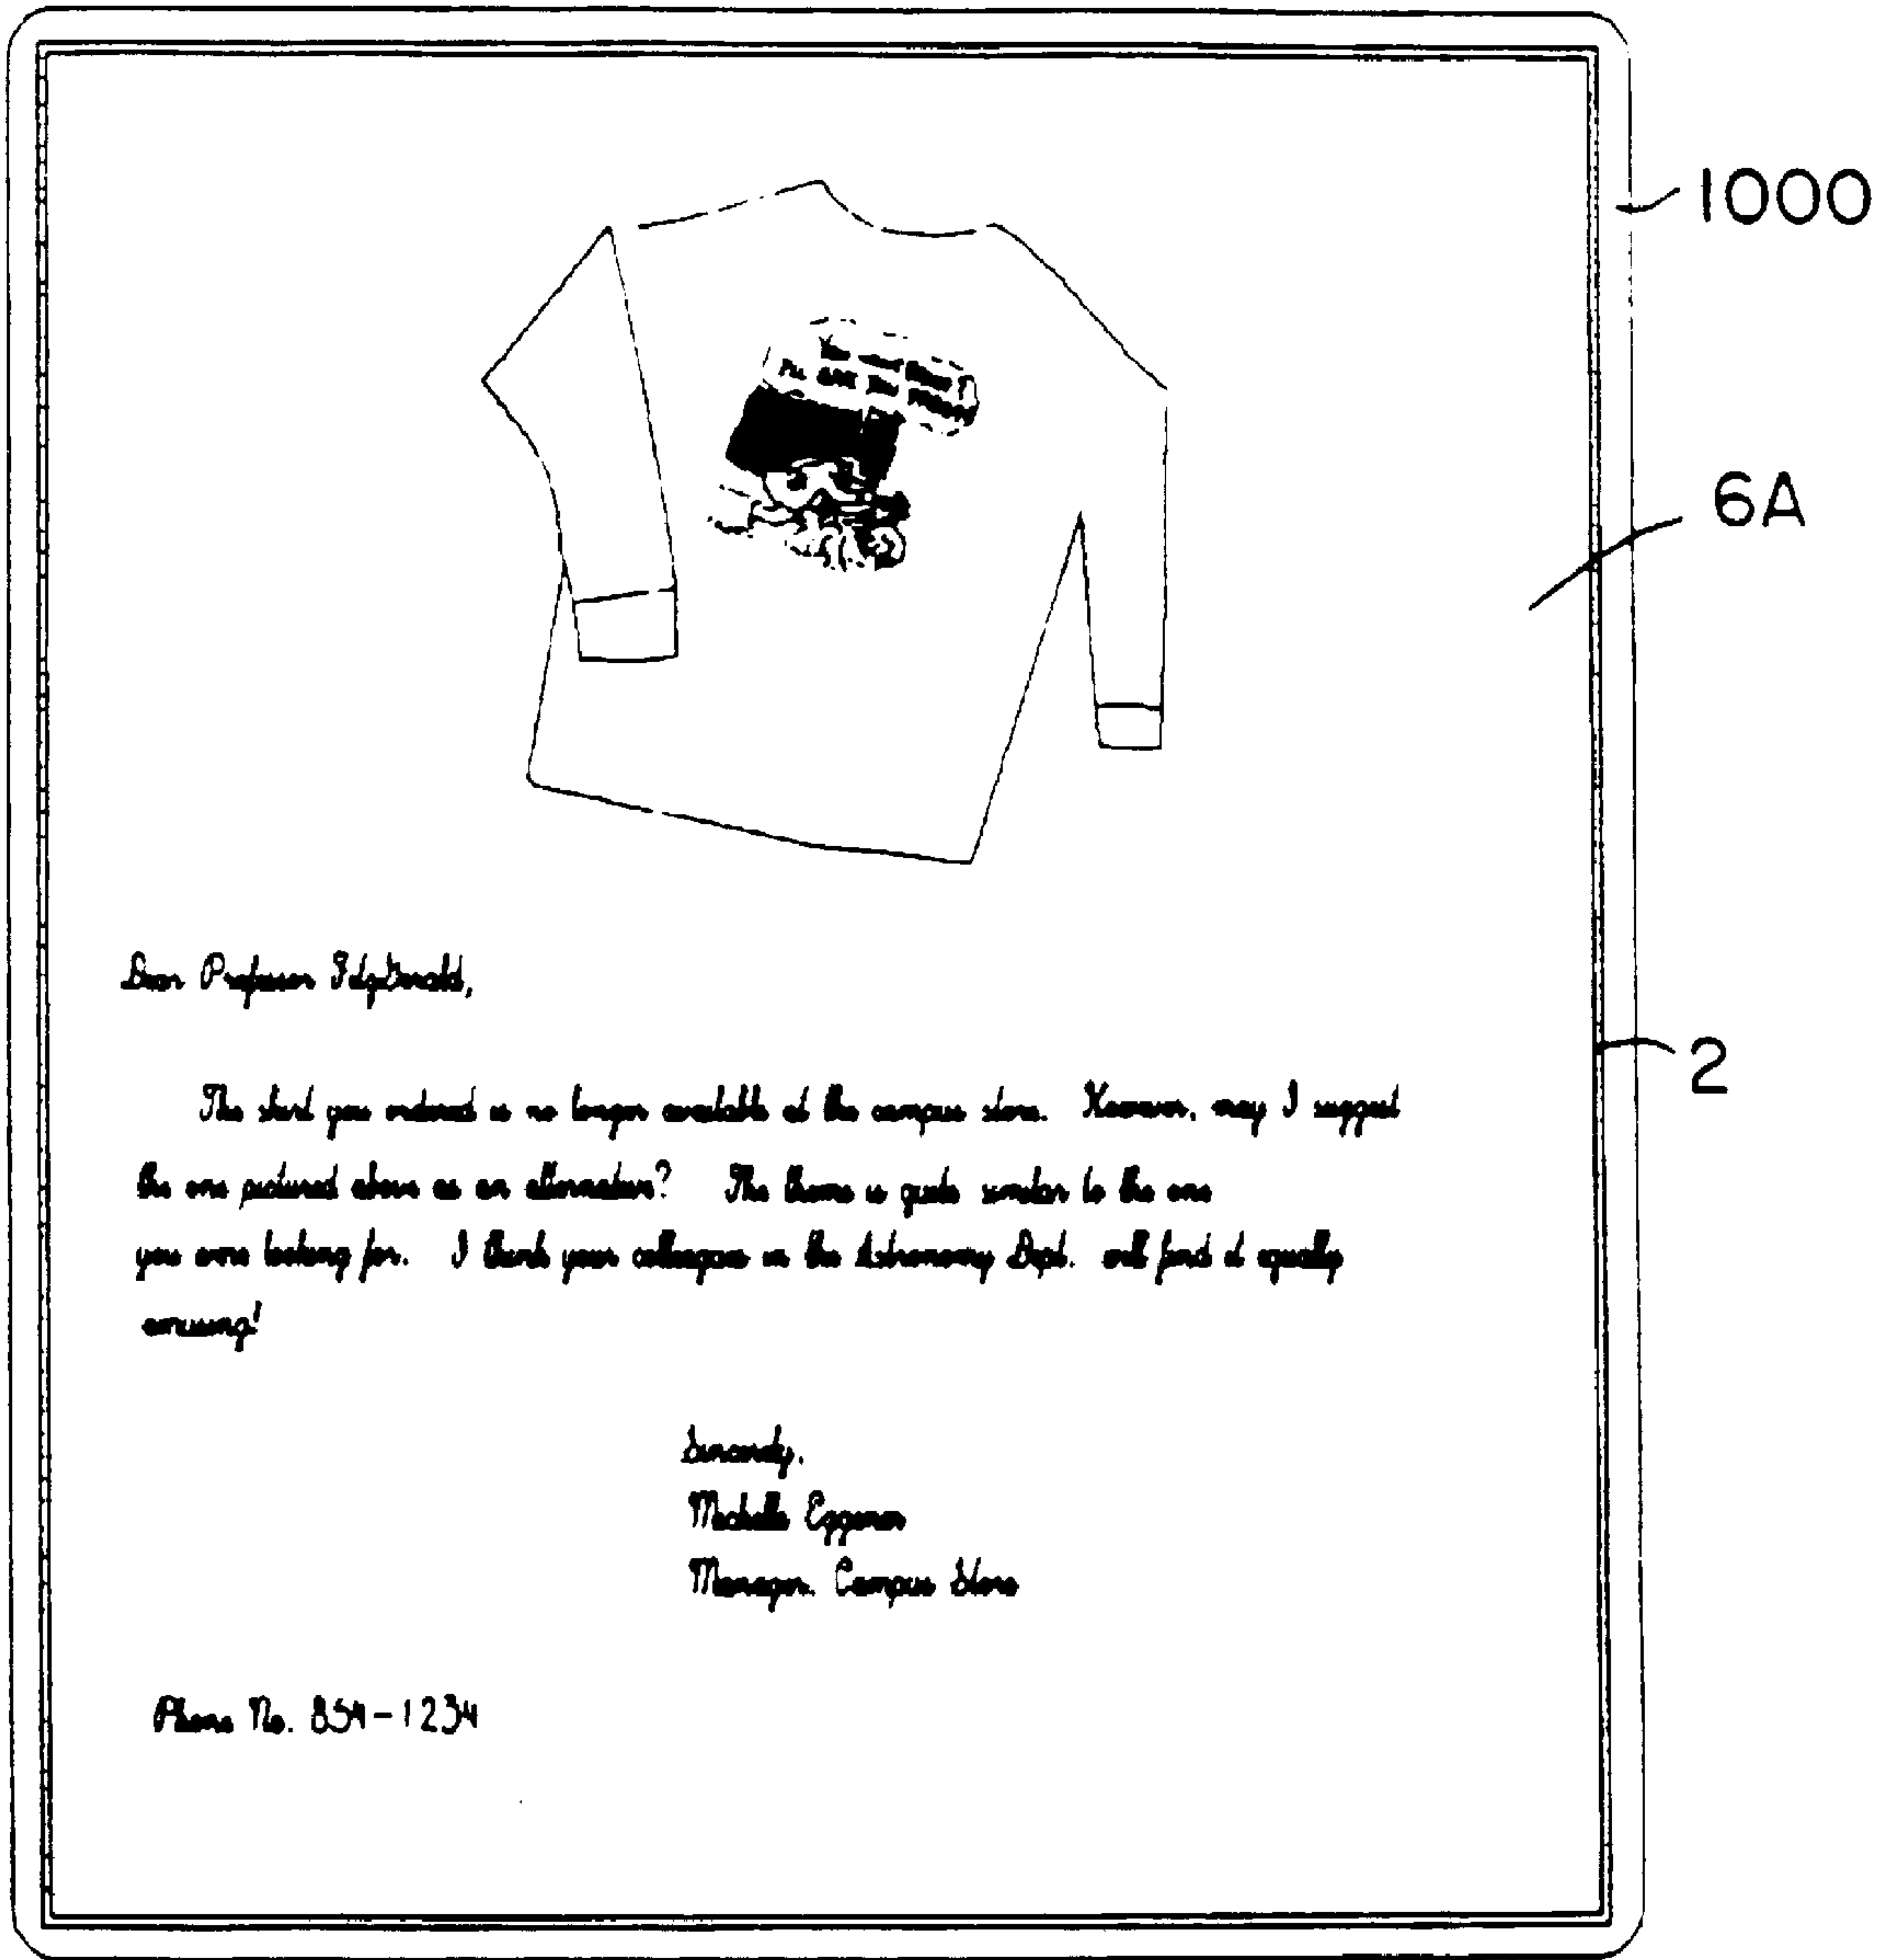 1000
6A
2
Dear Professor
The shirt you ordered is no longer available at the campus store. However, may I suggest
the one pictured above as an alternative? The theme is quite similar to the one
you were looking for. I think your colleagues in the Astronomy Dept. will find it equally
amusing!
Sincerely,
Michelle
Manager, Campus Store
Phone No. 854-1234